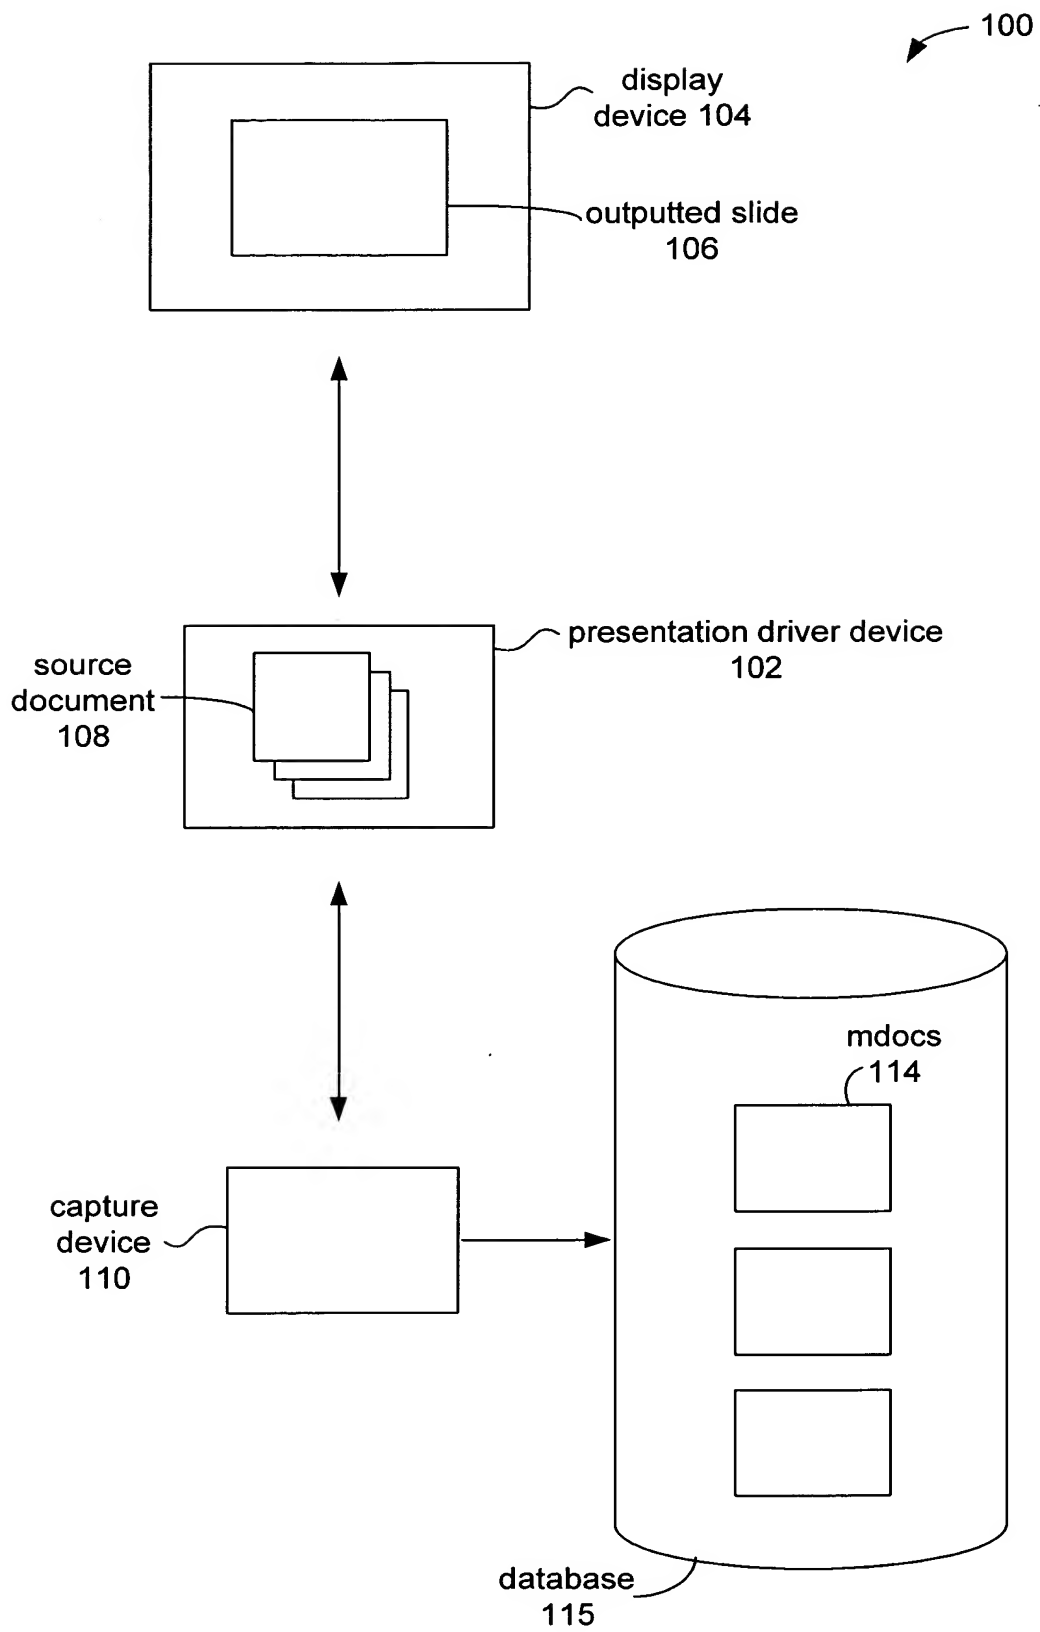 100
display
device 104
outputted slide
106
presentation driver device
102
source
document
108
mdocs
114
capture
device
110
database
115